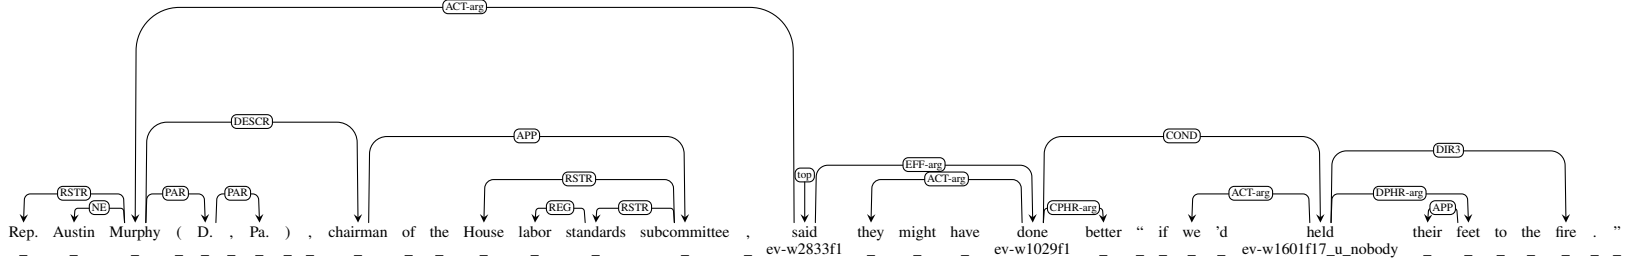 ACT-arg
DESCR
APP
COND
DIR3
EFF-arg
top
RSTR
ACT-arg
RSTR
PAR
PAR
ACT-arg
DPHR-arg
NE
REG
RSTR
CPHR-arg
APP
Rep. Austin Murphy ( D. , Pa. ) , chairman of the House labor standards subcommittee , said they might have done better “ if we ’d held their feet to the fire . ”
_ _ _ _ _ _ _ _ _ _ _ _ _ _ _ _ _ ev-w2833f1 _ _ _ ev-w1029f1 _ _ _ _ _ ev-w1601f17_u_nobody _ _ _ _ _ _ _